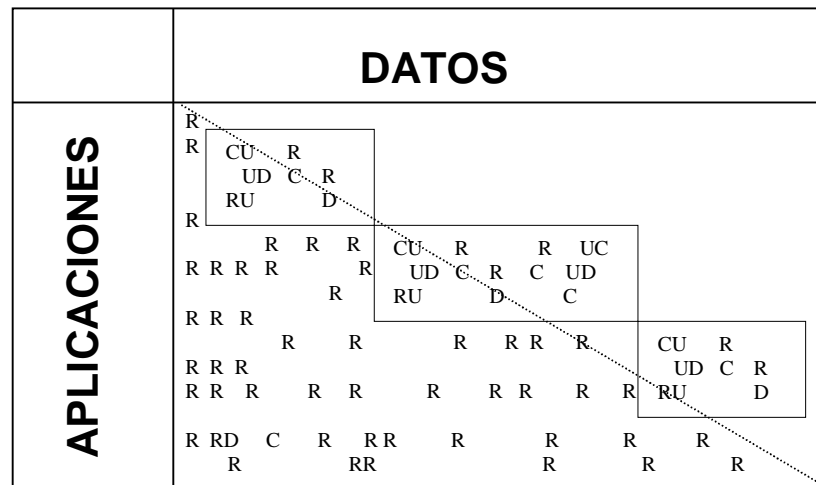 DATOS
APLICACIONES
R
R CU R
UD C R
RU D
R
R R R CU R R UC
R R R R R UD C R C UD
R RU D C
R R R
R R R R R R CU R
R R R UD C R
R R R R R R R R R R RU D
R RD C R R R R R R R
R RR R R R